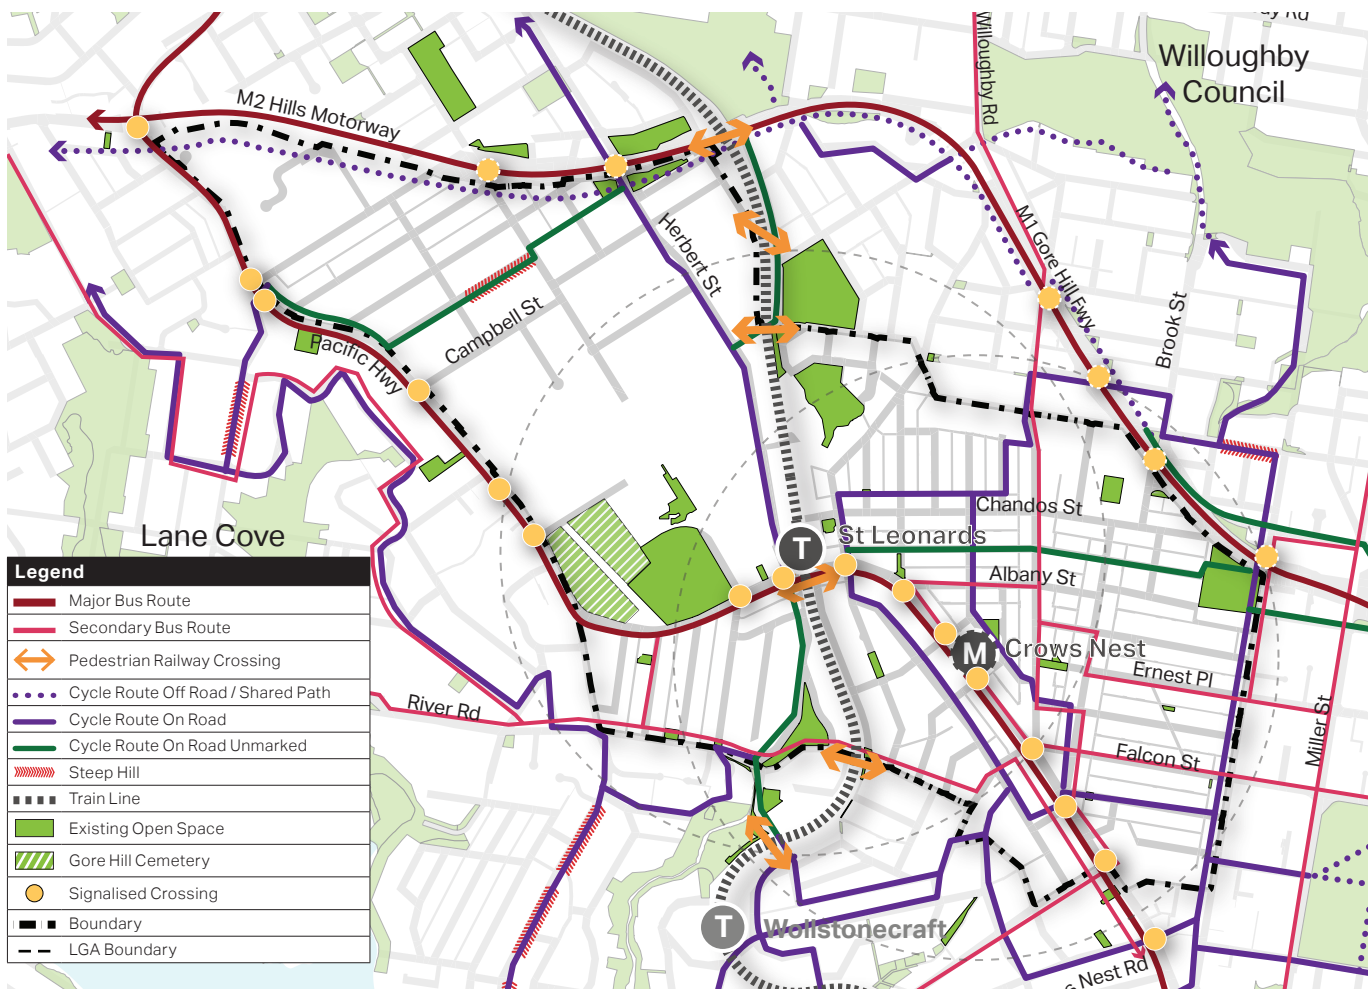 Willoughby Rd
Rd
Willoughby
Council
M2 Hills Motorway
M1 Gore Hill Fwy
Herbert St
Brook St
Campbell St
Pacific Hwy
Chandos St
Lane Cove
T
St Leonards
Albany St
M
Crows Nest
Ernest Pl
River Rd
Miller St
Falcon St
T
Wollstonecraft
Nest Rd
Legend
Major Bus Route
Secondary Bus Route
Pedestrian Railway Crossing
Cycle Route Off Road / Shared Path
Cycle Route On Road
Cycle Route On Road Unmarked
Steep Hill
Train Line
Existing Open Space
Gore Hill Cemetery
Signalised Crossing
Boundary
LGA Boundary